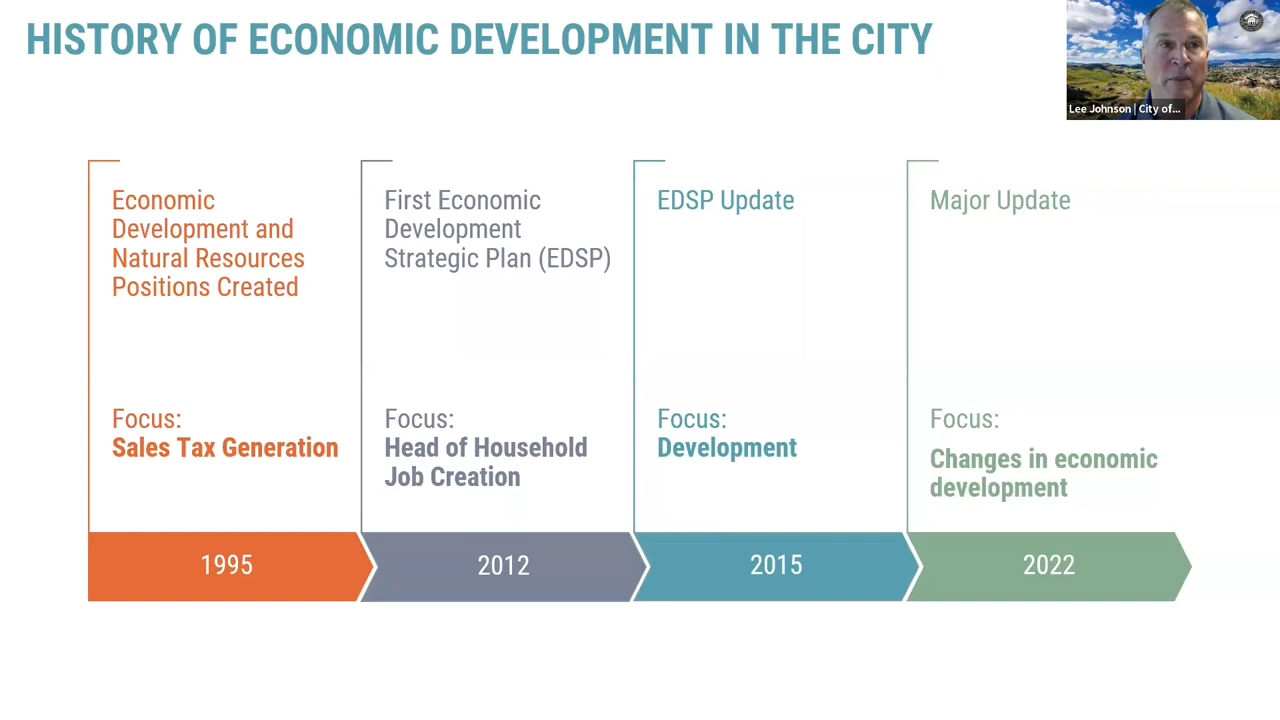 HISTORY OF ECONOMIC DEVELOPMENT IN THE CITY
Lee Johnson | City of...
Economic
Development and
Natural Resources
Positions Created
Focus:
Sales Tax Generation
1995
First Economic
Development
Strategic Plan (EDSP)
Focus:
Head of Household
Job Creation
2012
EDSP Update
Focus:
Development
2015
Major Update
Focus:
Changes in economic
development
2022